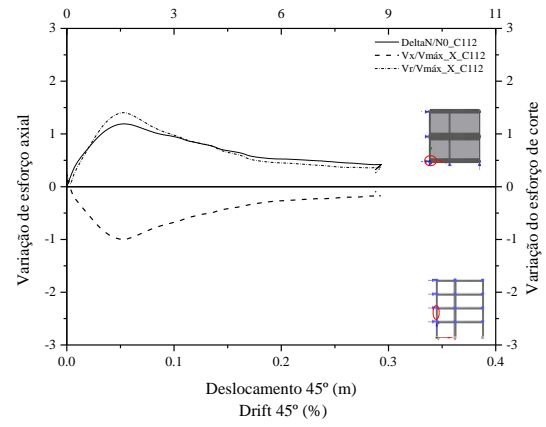 0 3 6 9 11
DeltaN/N0_C112
Vx/Vmáx_X_C112
Vr/Vmáx_X_C112
3 3
2 2
1 1
0 0
-1 -1
-2 -2
-3 -3
Variação de esforço axial
Variação do esforço de corte
0.0 0.1 0.2 0.3 0.4
Deslocamento 45º (m)
Drift 45º (%)